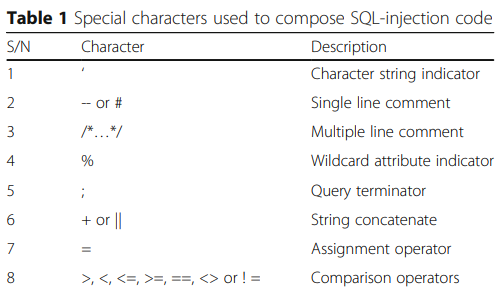 Table 1 Special characters used to compose SQL-injection code
S/N Character Description
1 ‘ Character string indicator
2 -- or # Single line comment
3 /*…*/ Multiple line comment
4 % Wildcard attribute indicator
5 ; Query terminator
6 + or || String concatenate
7 = Assignment operator
8 >, <, <=, >=, ==, <> or ! = Comparison operators